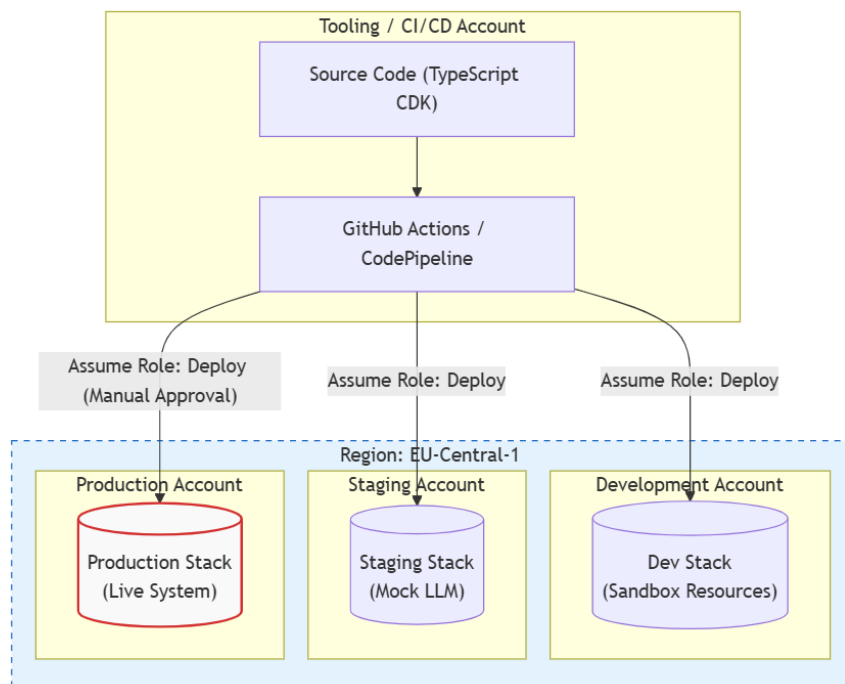 Tooling / CI/CD Account
Source Code (TypeScript
CDK)
GitHub Actions /
CodePipeline
Assume Role: Deploy
(Manual Approval)
Assume Role: Deploy
Assume Role: Deploy
Region: EU-Central-1
Production Account
Staging Account
Development Account
Production Stack
(Live System)
Staging Stack
(Mock LLM)
Dev Stack
(Sandbox Resources)